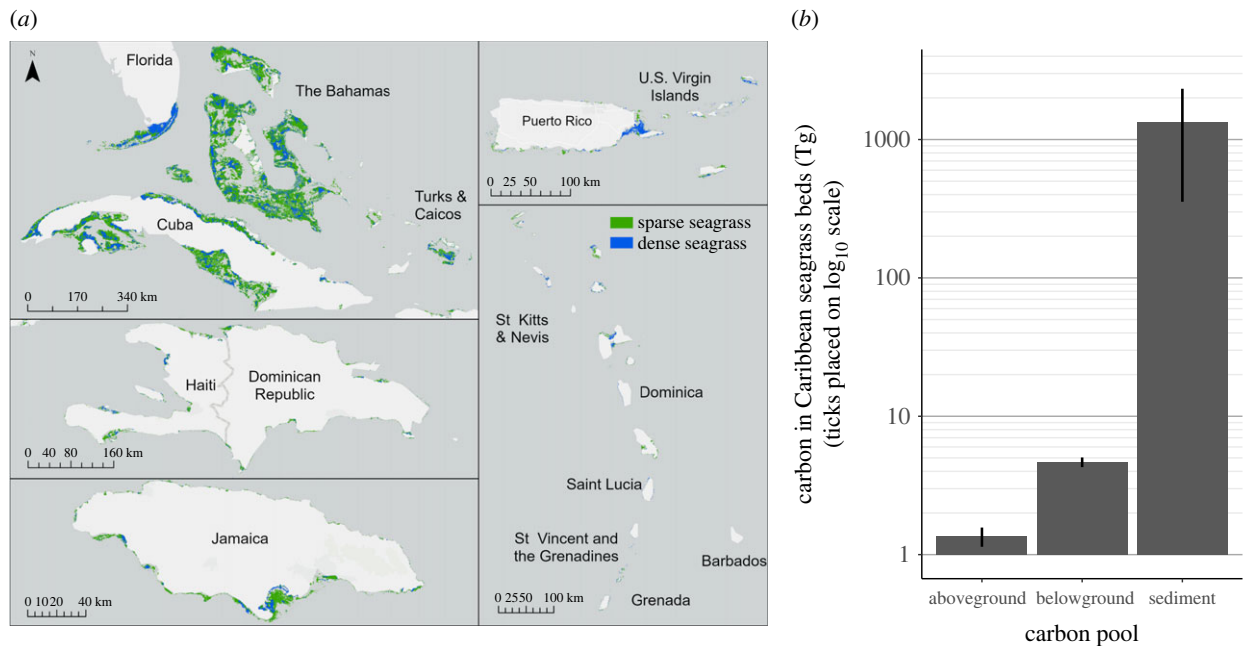 (a)
N
Florida
The Bahamas
Turks &
Caicos
Cuba
0 170 340 km
Haiti
Dominican
Republic
0 40 80 160 km
Jamaica
0 10 20 40 km
U.S. Virgin
Islands
Puerto Rico
0 25 50 100 km
sparse seagrass
dense seagrass
St Kitts
& Nevis
Dominica
Saint Lucia
St Vincent and
the Grenadines
Barbados
Grenada
0 2550 100 km
(b)
carbon in Caribbean seagrass beds (Tg)
(ticks placed on log10 scale)
1000
100
10
1
aboveground belowground sediment
carbon pool